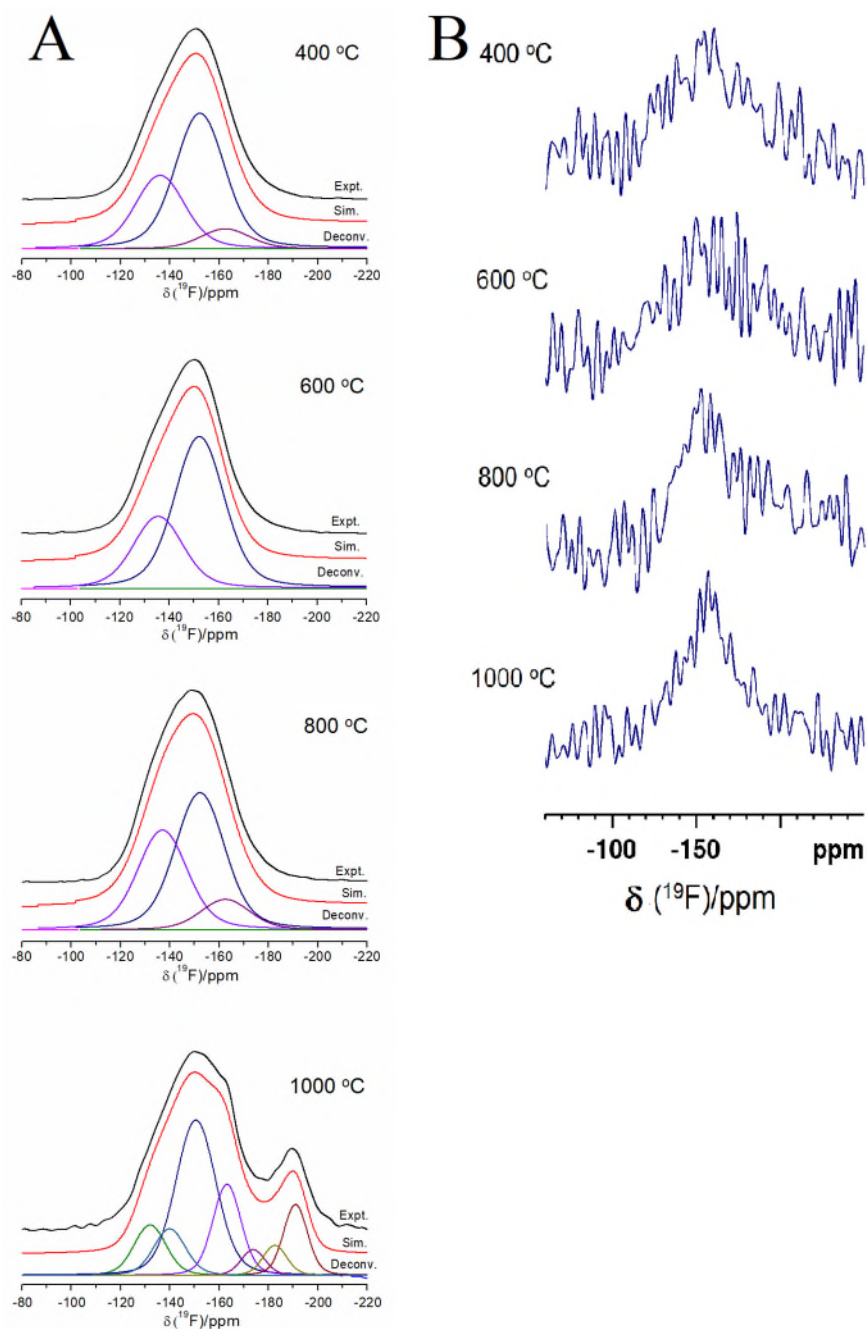 A
400 °C
Expt.
Sim.
Deconv.
-80 -100 -120 -140 -160 -180 -200 -220
δ(¹⁹F)/ppm
600 °C
Expt.
Sim.
Deconv.
-80 -100 -120 -140 -160 -180 -200 -220
δ(¹⁹F)/ppm
800 °C
Expt.
Sim.
Deconv.
-80 -100 -120 -140 -160 -180 -200 -220
δ(¹⁹F)/ppm
1000 °C
Expt.
Sim.
Deconv.
-80 -100 -120 -140 -160 -180 -200 -220
δ(¹⁹F)/ppm
B
400 °C
600 °C
800 °C
1000 °C
-100 -150 ppm
δ (¹⁹F)/ppm